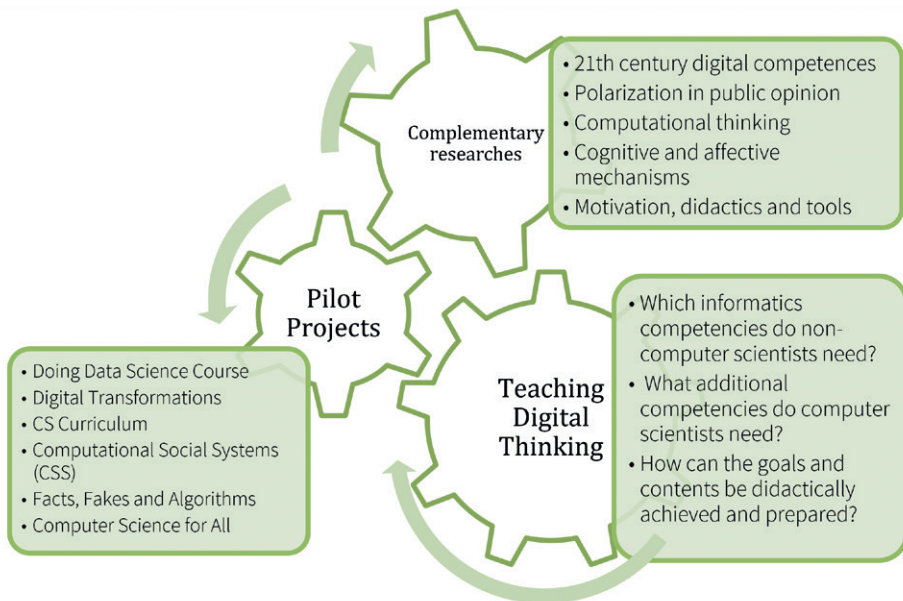 Complementary
researches
• 21th century digital competences
• Polarization in public opinion
• Computational thinking
• Cognitive and affective
mechanisms
• Motivation, didactics and tools
Pilot
Projects
• Doing Data Science Course
• Digital Transformations
• CS Curriculum
• Computational Social Systems
(CSS)
• Facts, Fakes and Algorithms
• Computer Science for All
Teaching
Digital
Thinking
• Which informatics
competencies do non-
computer scientists need?
• What additional
competencies do computer
scientists need?
• How can the goals and
contents be didactically
achieved and prepared?